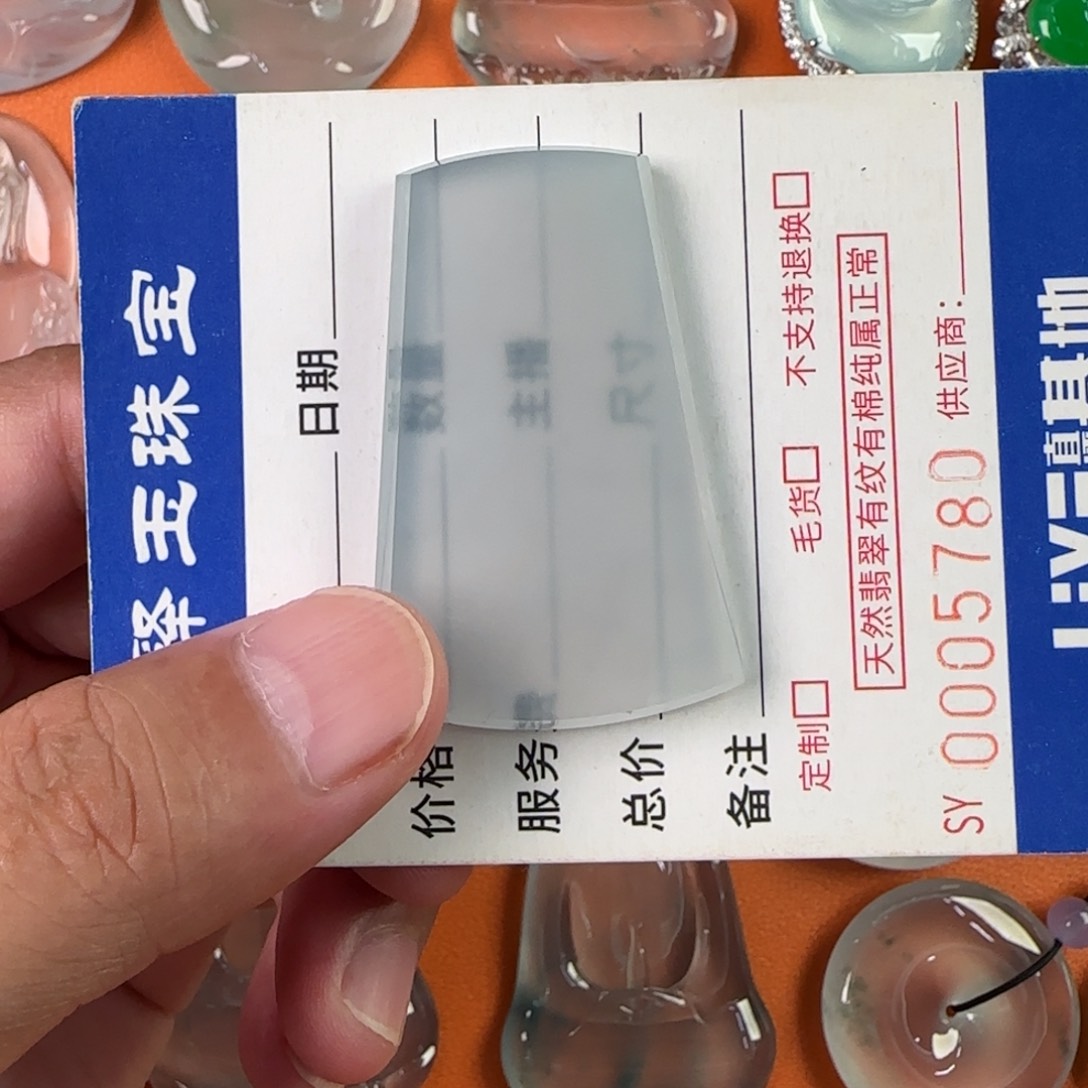 玉珠宝
日期
价格 数量
服务 主播
总价 尺寸
备注
定制□ 毛货□ 不支持退换□
天然翡翠有纹有棉纯属正常
SY 0005780 供应商:
基地